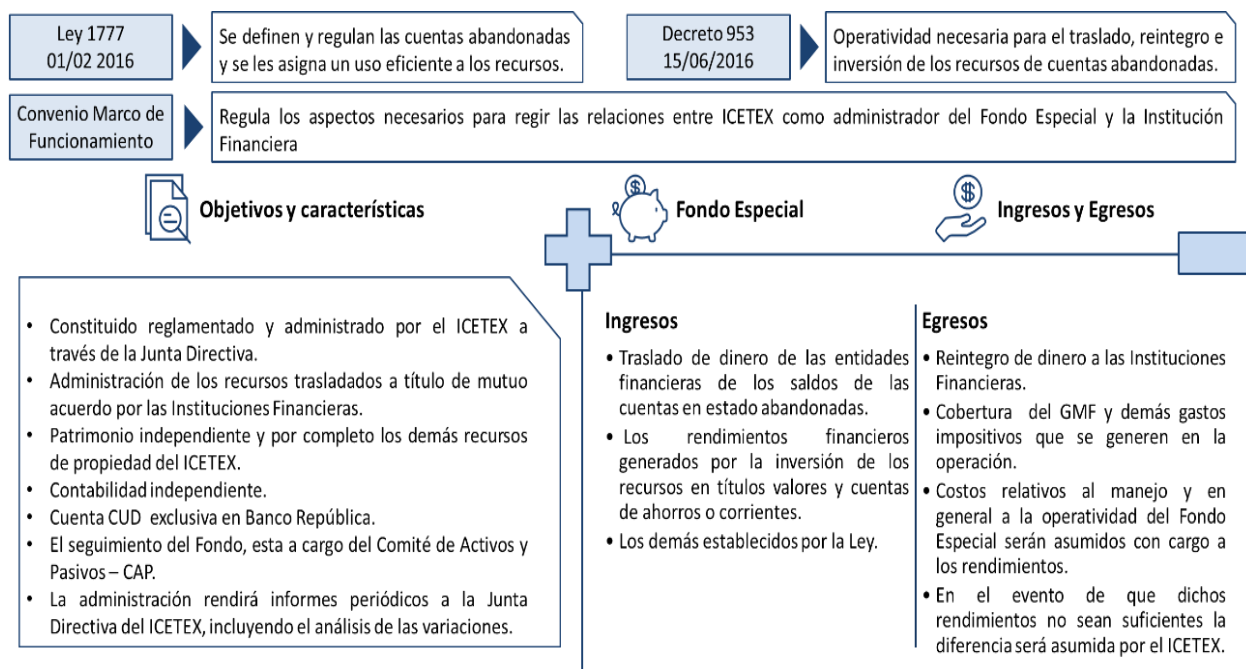 Ley 1777
01/02 2016
Se definen y regulan las cuentas abandonadas
y se les asigna un uso eficiente a los recursos.
Decreto 953
15/06/2016
Operatividad necesaria para el traslado, reintegro e
inversión de los recursos de cuentas abandonadas.
Convenio Marco de
Funcionamiento
Regula los aspectos necesarios para regir las relaciones entre ICETEX como administrador del Fondo Especial y la Institución
Financiera
Objetivos y característicás
Fondo Especial
Ingresos y Egresos
• Constituido reglamentado y administrado por el ICETEX a
través de la Junta Directiva.
• Administración de los recursos trasladados a título de mutuo
acuerdo por las Instituciones Financieras.
• Patrimonio independiente y por completo los demás recursos
de propiedad del ICETEX.
• Contabilidad independiente.
• Cuenta CUD exclusiva en Banco República.
• El seguimiento del Fondo, esta a cargo del Comité de Activos y
Pasivos – CAP.
• La administración rendirá informes periódicos a la Junta
Directiva del ICETEX, incluyendo el análisis de las variaciones.
Ingresos
• Traslado de dinero de las entidades
financieras de los saldos de las
cuentas en estado abandonadas.
• Los rendimientos financieros
generados por la inversión de los
recursos en títulos valores y cuentas
de ahorros o corrientes.
• Los demás establecidos por la Ley.
Egresos
• Reintegro de dinero a las Instituciones
Financieras.
• Cobertura del GMF y demás gastos
impositivos que se generen en la
operación.
• Costos relativos al manejo y en
general a la operatividad del Fondo
Especial serán asumidos con cargo a
los rendimientos.
• En el evento de que dichos
rendimientos no sean suficientes la
diferencia será asumida por el ICETEX.